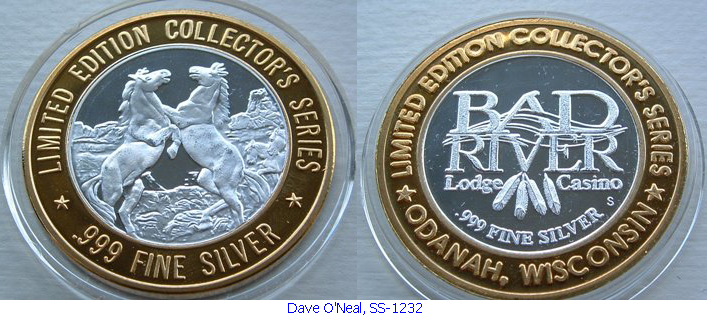 LIMITED EDITION COLLECTOR'S SERIES
★ .999 FINE SILVER ★
LIMITED EDITION COLLECTOR'S SERIES
BAD
RIVER
Lodge Casino
S
.999 FINE SILVER
★ ODANAH, WISCONSIN ★
Dave O'Neal, SS-1232